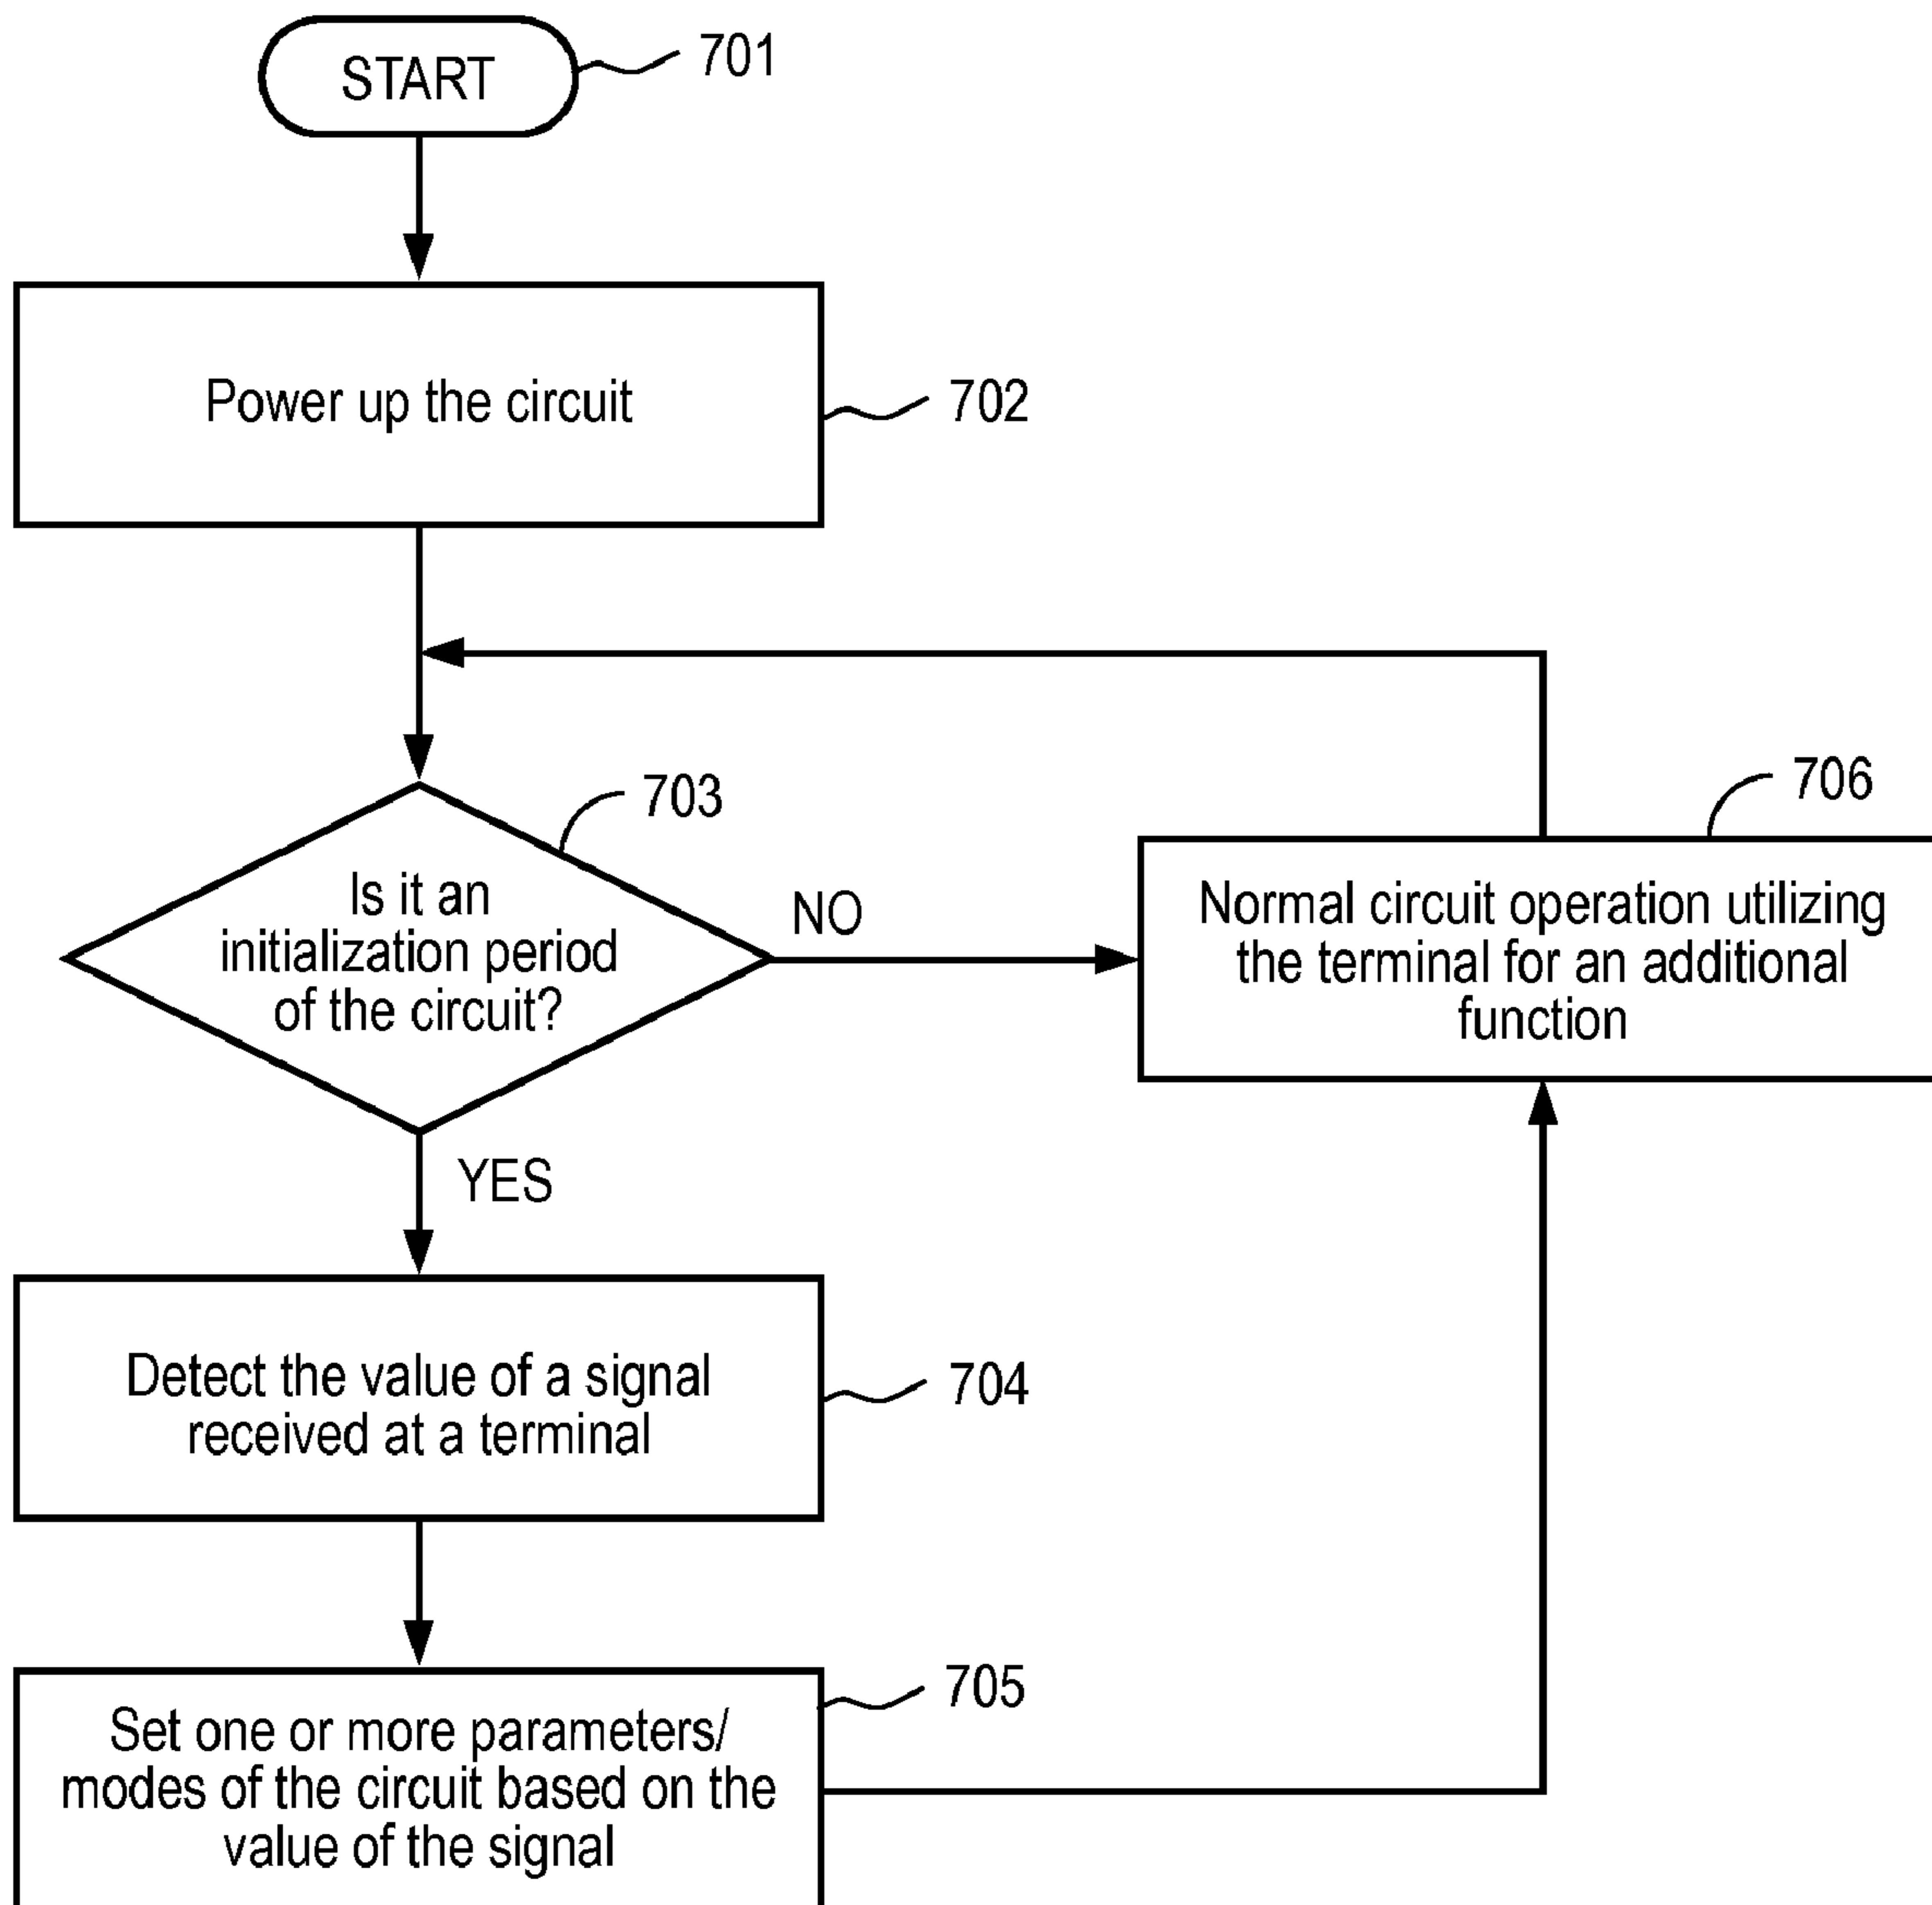 START
701
Power up the circuit
702
703
Is it an
initialization period
of the circuit?
NO
706
Normal circuit operation utilizing
the terminal for an additional
function
YES
Detect the value of a signal
received at a terminal
704
705
Set one or more parameters/
modes of the circuit based on the
value of the signal